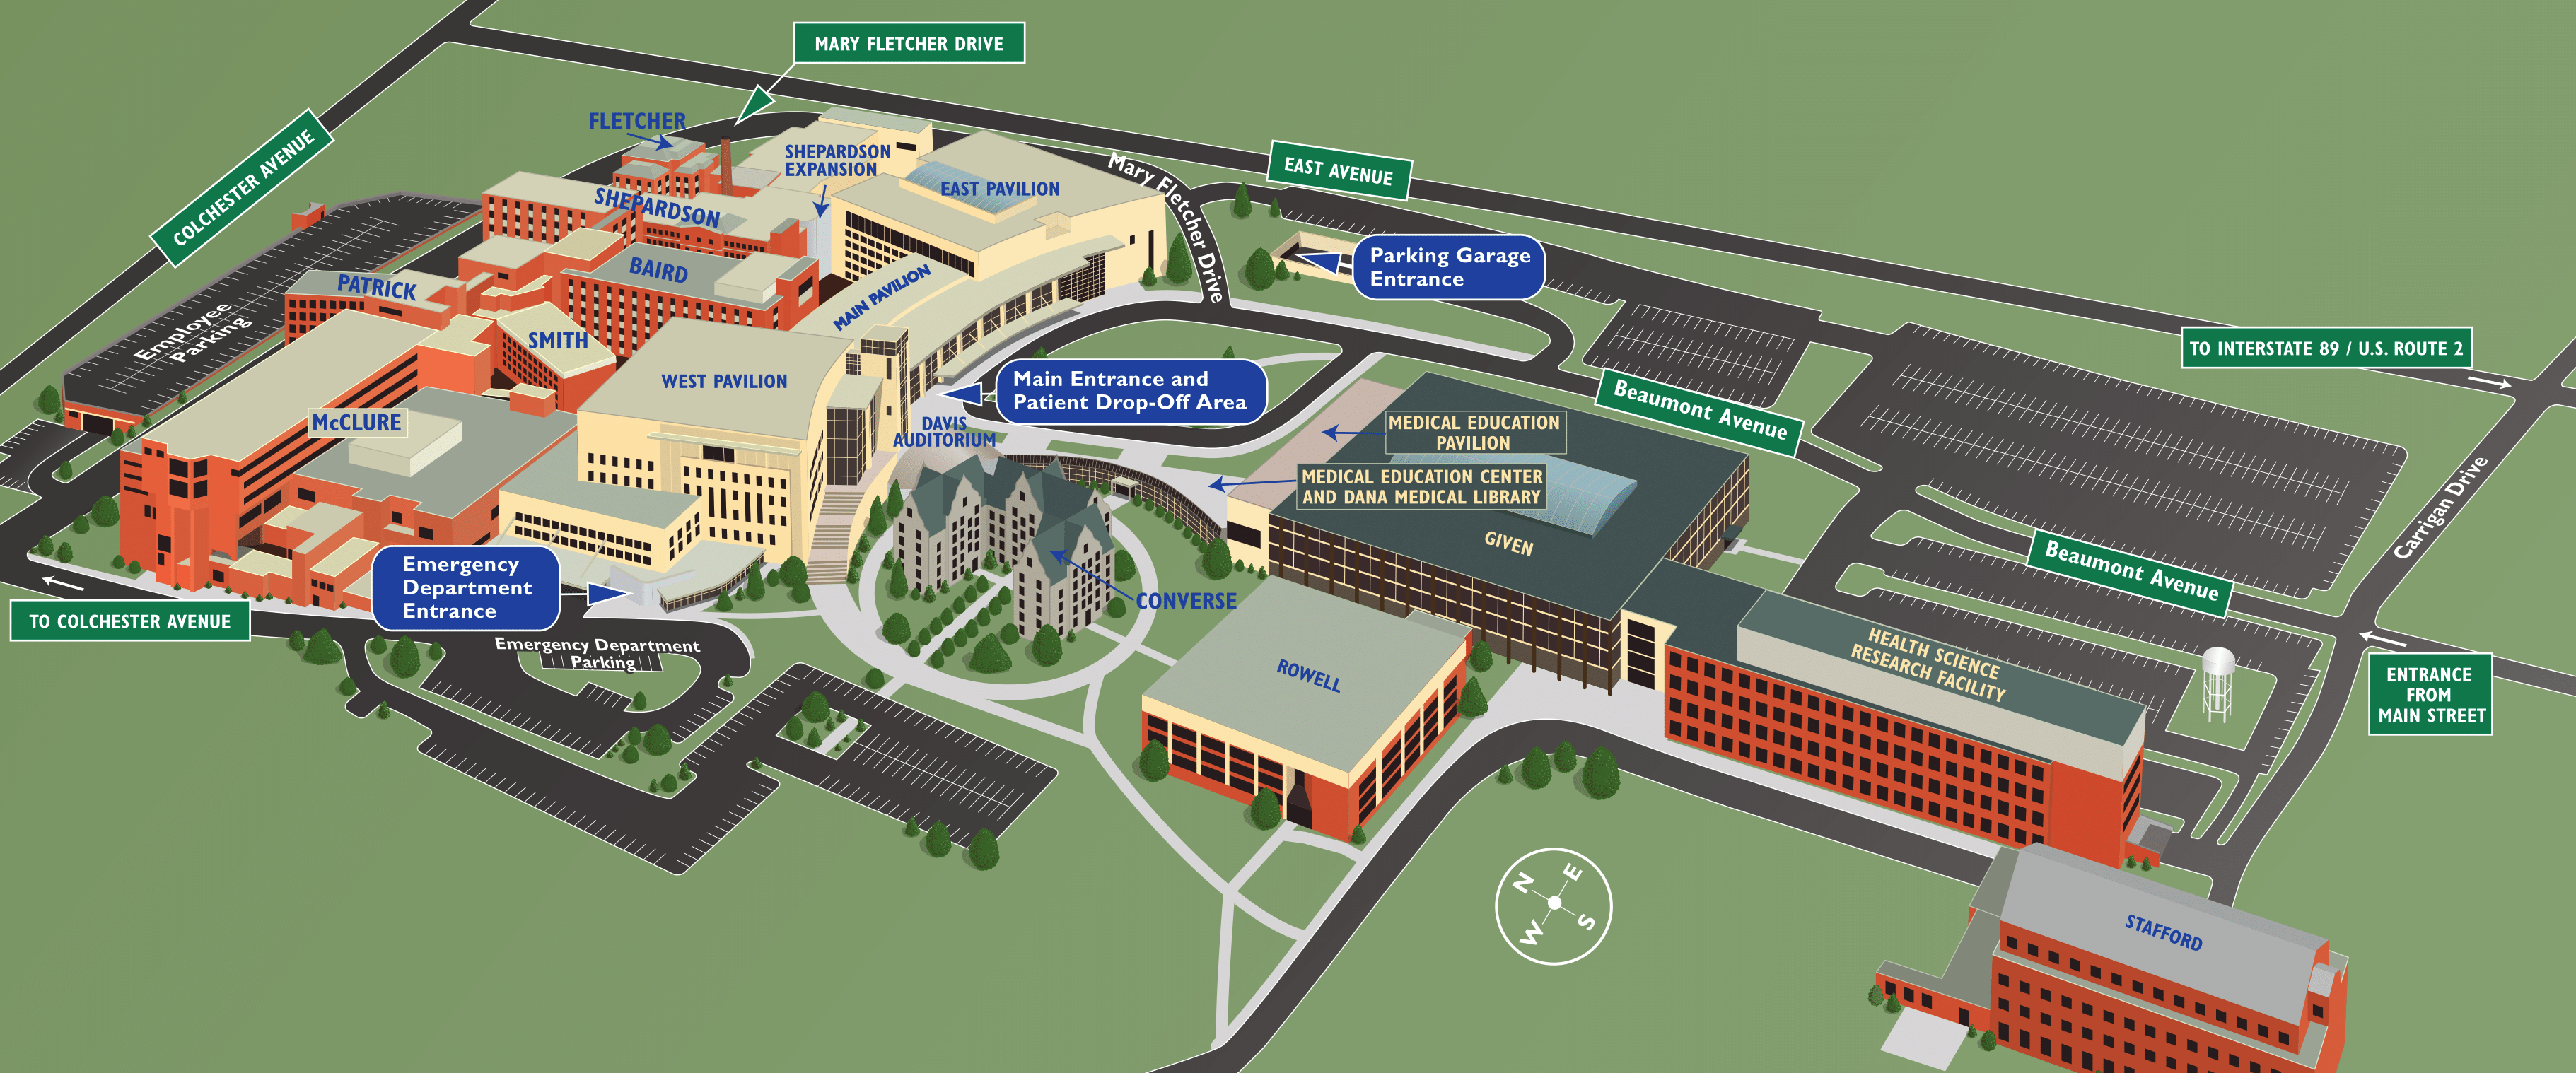 MARY FLETCHER DRIVE
COLCHESTER AVENUE
FLETCHER
SHEPARDSON
EXPANSION
EAST PAVILION
Mary Fletcher Drive
EAST AVENUE
SHEPARDSON
Parking Garage
Entrance
PATRICK
BAIRD
MAIN PAVILION
Employee
Parking
SMITH
TO INTERSTATE 89 / U.S. ROUTE 2
WEST PAVILION
Main Entrance and
Patient Drop-Off Area
Beaumont Avenue
McCLURE
DAVIS
AUDITORIUM
MEDICAL EDUCATION
PAVILION
MEDICAL EDUCATION CENTER
AND DANA MEDICAL LIBRARY
GIVEN
Carrigan Drive
Beaumont Avenue
Emergency
Department
Entrance
CONVERSE
TO COLCHESTER AVENUE
Emergency Department
Parking
ROWELL
HEALTH SCIENCE
RESEARCH FACILITY
ENTRANCE
FROM
MAIN STREET
N
E
W
S
STAFFORD